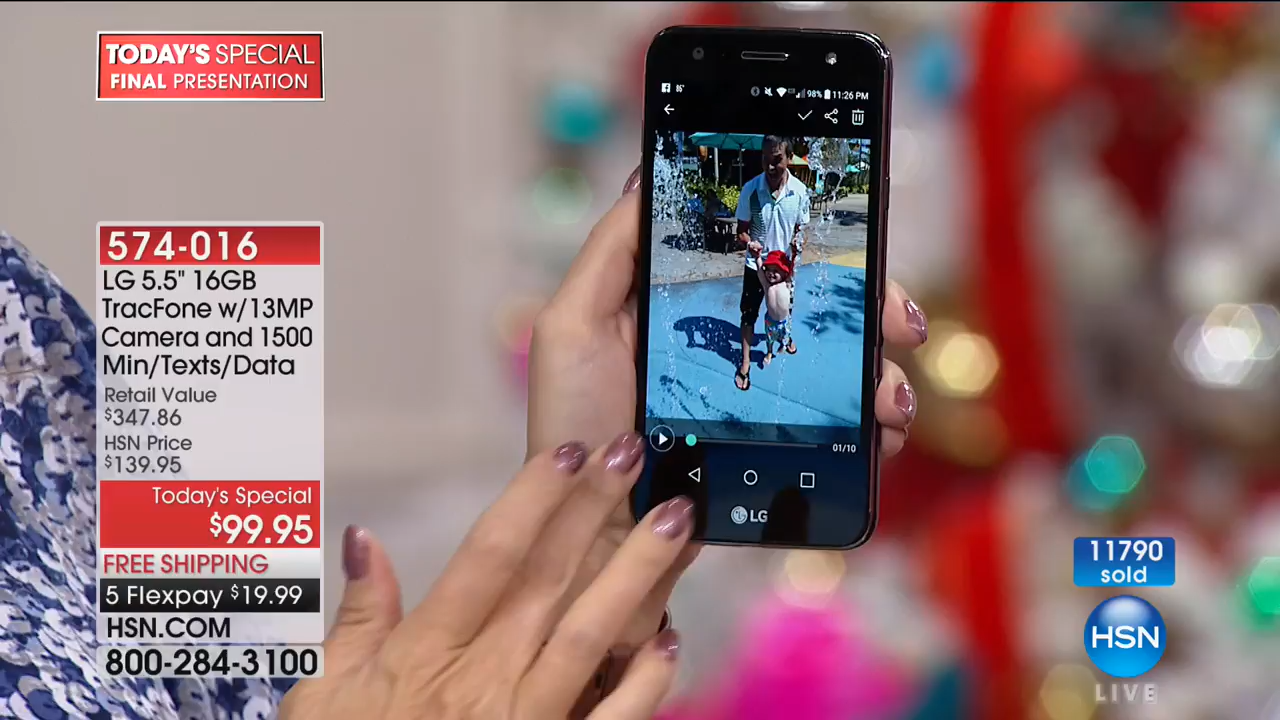 TODAY'S SPECIAL
FINAL PRESENTATION
574-016
LG 5.5" 16GB
TracFone w/13MP
Camera and 1500
Min/Texts/Data
Retail Value
$347.86
HSN Price
$139.95
Today's Special
$99.95
FREE SHIPPING
5 Flexpay $19.99
HSN.COM
800-284-3100
86°
98% 11:26 PM
01/10
LG
11790
sold
HSN
LIVE